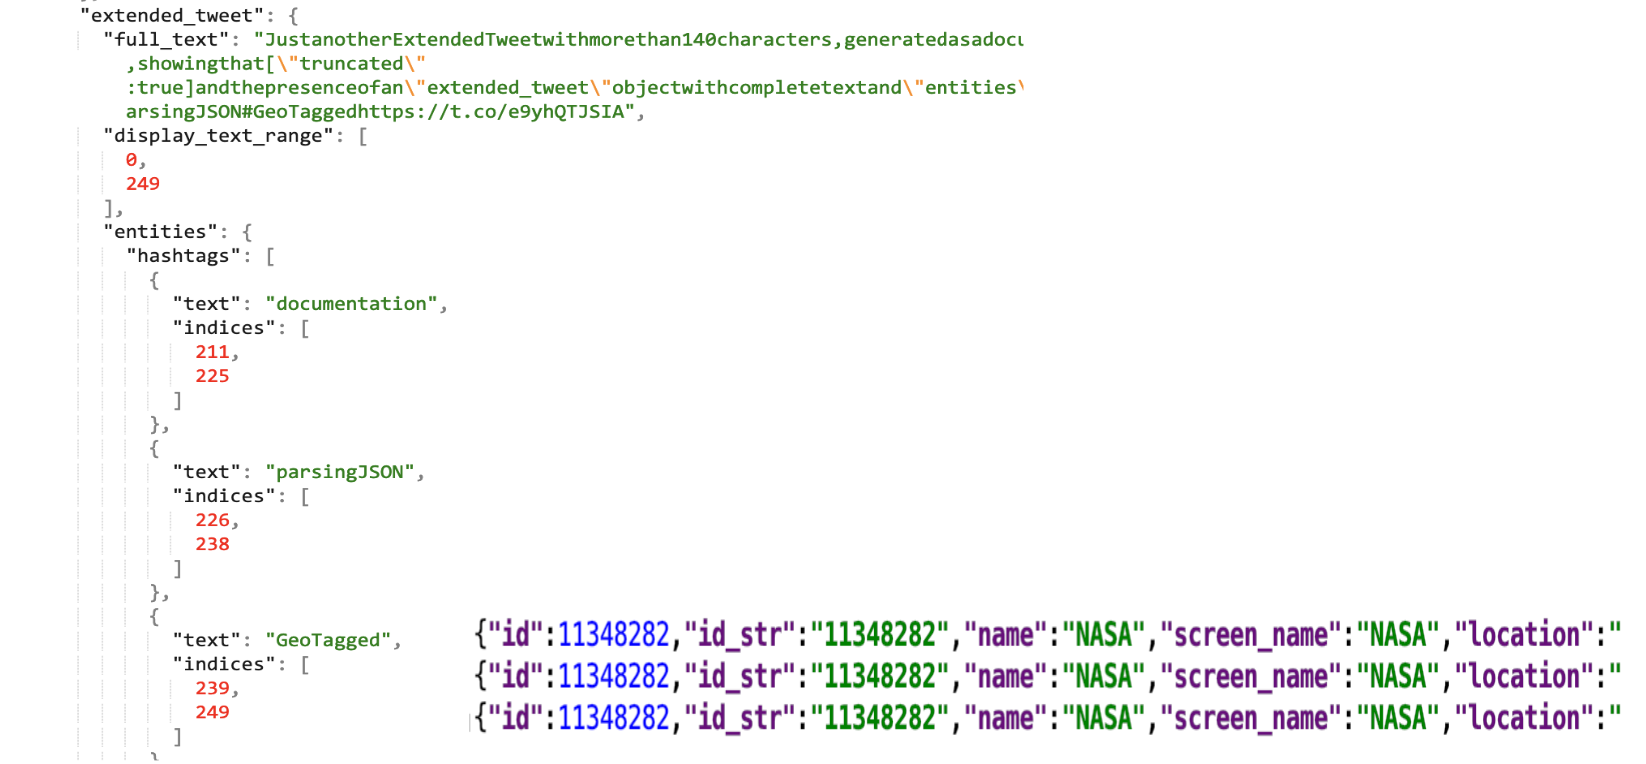 "extended_tweet": {
"full_text": "JustanotherExtendedTweetwithmorethan140characters,generatedasadocu
,showingthat[\"truncated\"
:true]andthepresenceofan\"extended_tweet\"objectwithcompletetextand\"entities\
arsingJSON#GeoTaggedhttps://t.co/e9yhQTJSIA",
"display_text_range": [
0,
249
],
"entities": {
"hashtags": [
{
"text": "documentation",
"indices": [
211,
225
]
},
{
"text": "parsingJSON",
"indices": [
226,
238
]
},
{
"text": "GeoTagged",
"indices": [
239,
249
]
{"id":11348282,"id_str":"11348282","name":"NASA","screen_name":"NASA","location":"
{"id":11348282,"id_str":"11348282","name":"NASA","screen_name":"NASA","location":"
{"id":11348282,"id_str":"11348282","name":"NASA","screen_name":"NASA","location":"